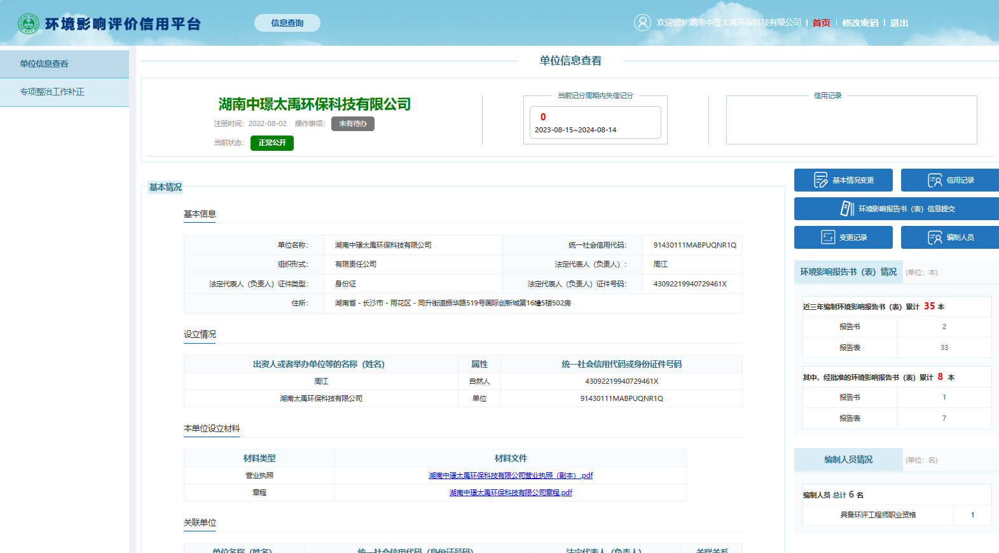 环境影响评价信用平台
信息查询
欢迎您！湖南中璟太禹环保科技有限公司 | 首页 | 修改密码 | 退出
单位信息查看
专项整治工作补正
单位信息查看
湖南中璟太禹环保科技有限公司
注册时间：2022-08-02 操作事项：未有待办
当前状态：正常公开
当前记分周期内失信记分
0
2023-08-15~2024-08-14
信用记录
基本情况
基本信息
单位名称： 湖南中璟太禹环保科技有限公司 统一社会信用代码： 91430111MABPUQNR1Q
组织形式： 有限责任公司 法定代表人（负责人）： 周江
法定代表人（负责人）证件类型： 身份证 法定代表人（负责人）证件号码： 43092219940729461X
住所： 湖南省－长沙市－雨花区－同升街道振华路519号国际创新城第16幢5楼502房
设立情况
出资人或者举办单位等的名称（姓名） 属性 统一社会信用代码或身份证件号码
周江 自然人 43092219940729461X
湖南太禹环保科技有限公司 单位 91430111MABPUQNR1Q
本单位设立材料
材料类型 材料文件
营业执照 湖南中璟太禹环保科技有限公司营业执照（副本）.pdf
章程 湖南中璟太禹环保科技有限公司章程.pdf
关联单位
单位名称（姓名） 统一社会信用代码（身份证号码） 法定代表人（负责人） 关联关系
基本情况变更
信用记录
环境影响报告书（表）信息提交
变更记录
编制人员
环境影响报告书（表）情况 (单位：本)
近三年编制环境影响报告书（表）累计 35 本
报告书 2
报告表 33
其中，经批准的环境影响报告书（表）累计 8 本
报告书 1
报告表 7
编制人员情况 (单位：名)
编制人员 总计 6 名
具备环评工程师职业资格 1